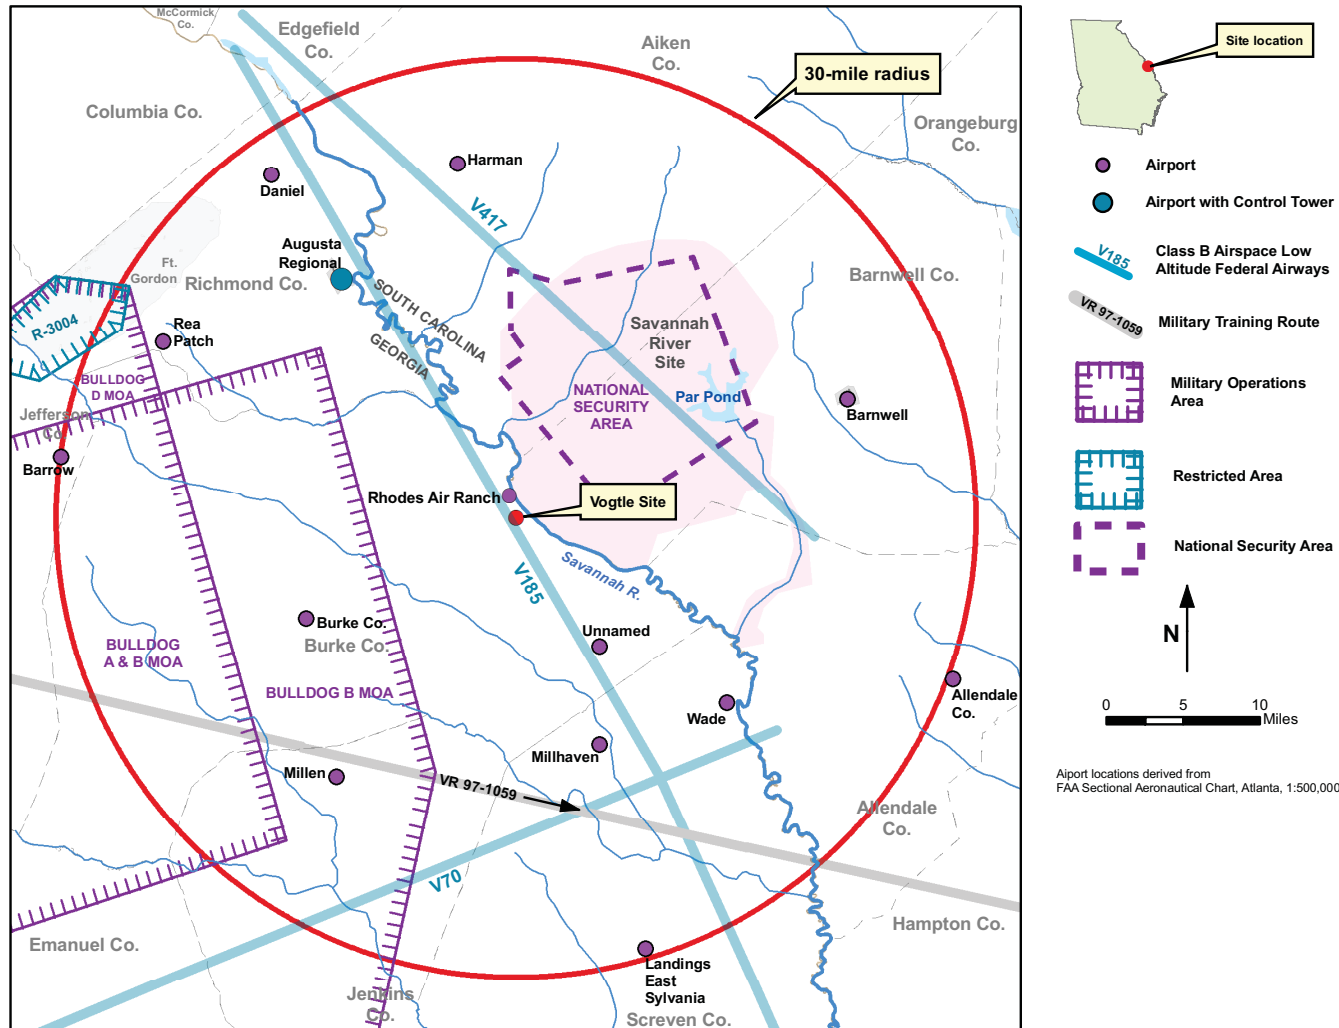 McCormick
Co.
Edgefield
Co.
Aiken
Co.
30-mile radius
Columbia Co.
Orangeburg
Co.
Harman
Daniel
V417
Augusta
Regional
Ft.
Gordon
Richmond Co.
SOUTH CAROLINA
GEORGIA
Barnwell Co.
R-3004
Rea
Patch
Savannah
River
Site
BULLDOG
D MOA
NATIONAL
SECURITY
AREA
Par Pond
Jefferson
Co.
Barnwell
Barrow
Rhodes Air Ranch
Vogtle Site
Savannah R.
V185
Burke Co.
Burke Co.
Unnamed
BULLDOG
A & B MOA
BULLDOG B MOA
Allendale
Co.
Wade
Millhaven
Millen
VR 97-1059
Allendale
Co.
V70
Hampton Co.
Emanuel Co.
Landings
East
Sylvania
Jenkins
Co.
Screven Co.
Site location
Airport
Airport with Control Tower
V185
Class B Airspace Low
Altitude Federal Airways
VR 97-1059
Military Training Route
Military Operations
Area
Restricted Area
National Security Area
N
0 5 10
Miles
Aiport locations derived from
FAA Sectional Aeronautical Chart, Atlanta, 1:500,000